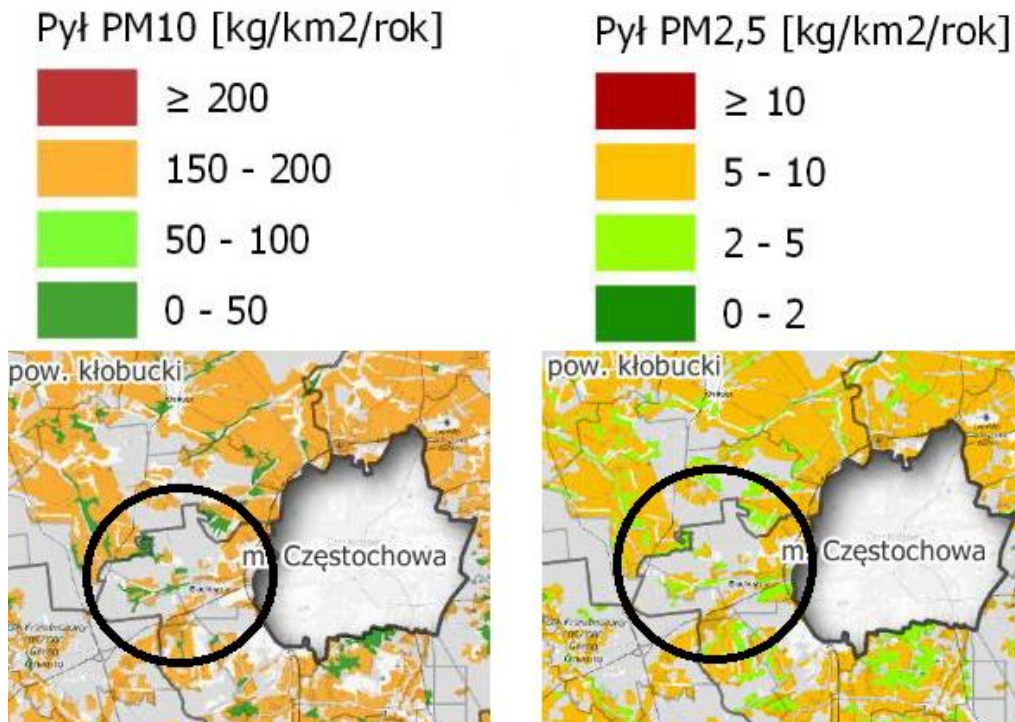 Pył PM10 [kg/km2/rok]
≥ 200
150 - 200
50 - 100
0 - 50
Pył PM2,5 [kg/km2/rok]
≥ 10
5 - 10
2 - 5
0 - 2
pow. kłobucki
m. Częstochowa
pow. kłobucki
m. Częstochowa